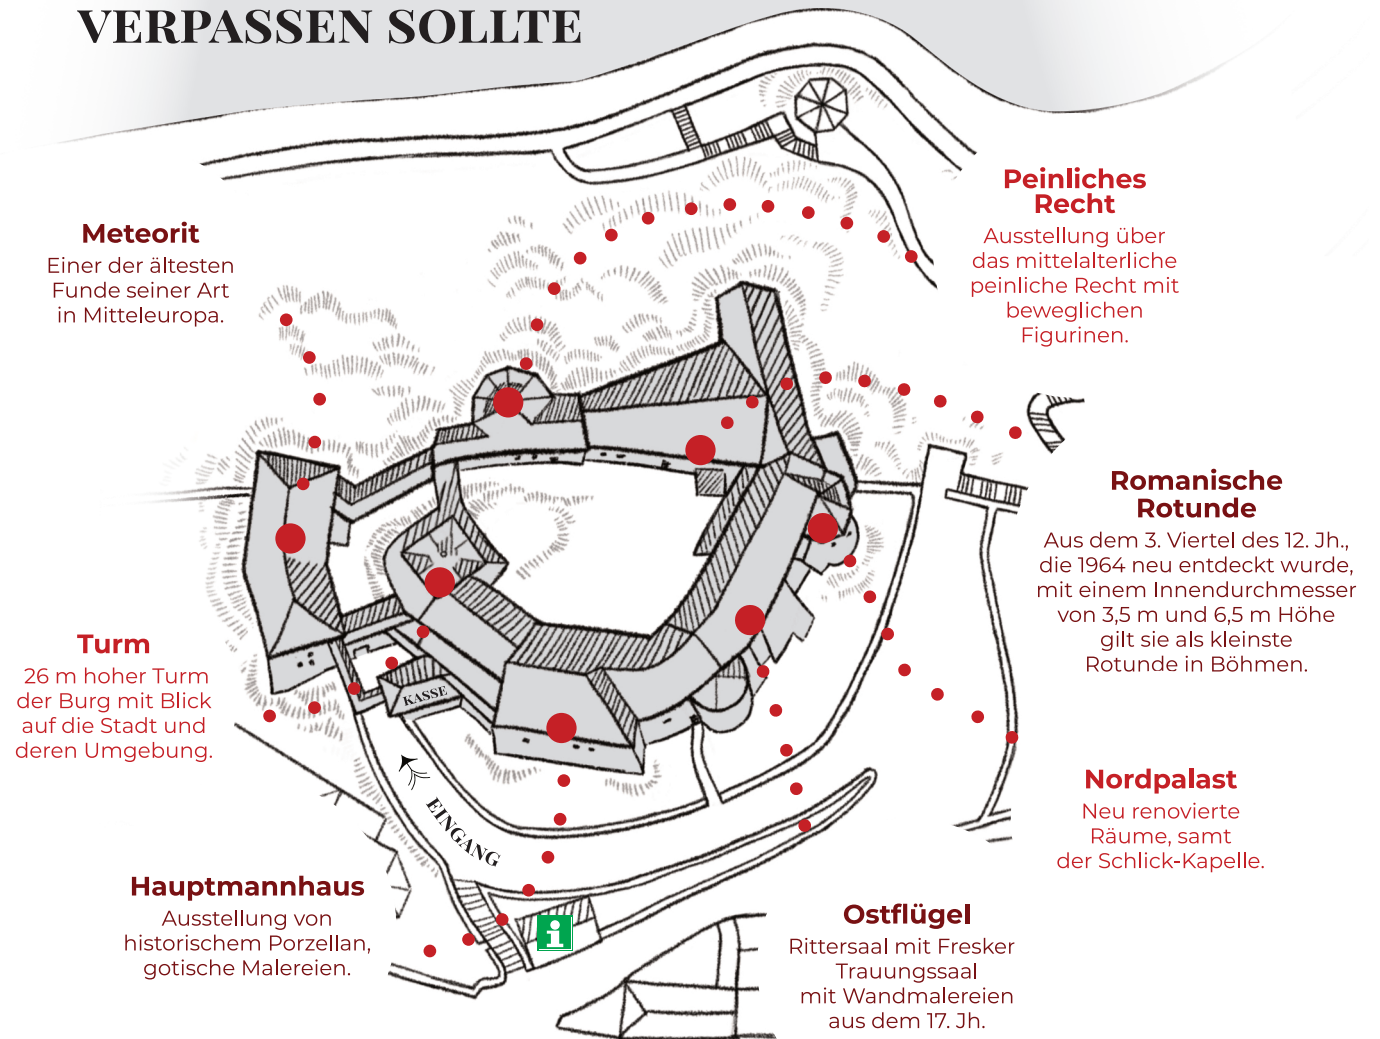 VERPASSEN SOLLTE
Peinliches
Recht
Ausstellung über
das mittelalterliche
peinliche Recht mit
beweglichen
Figurinen.
Meteorit
Einer der ältesten
Funde seiner Art
in Mitteleuropa.
Romanische
Rotunde
Aus dem 3. Viertel des 12. Jh.,
die 1964 neu entdeckt wurde,
mit einem Innendurchmesser
von 3,5 m und 6,5 m Höhe
gilt sie als kleinste
Rotunde in Böhmen.
Turm
26 m hoher Turm
der Burg mit Blick
auf die Stadt und
deren Umgebung.
KASSE
EINGANG
Nordpalast
Neu renovierte
Räume, samt
der Schlick-Kapelle.
Hauptmannhaus
Ausstellung von
historischem Porzellan,
gotische Malereien.
i
Ostflügel
Rittersaal mit Fresker
Trauungssaal
mit Wandmalereien
aus dem 17. Jh.